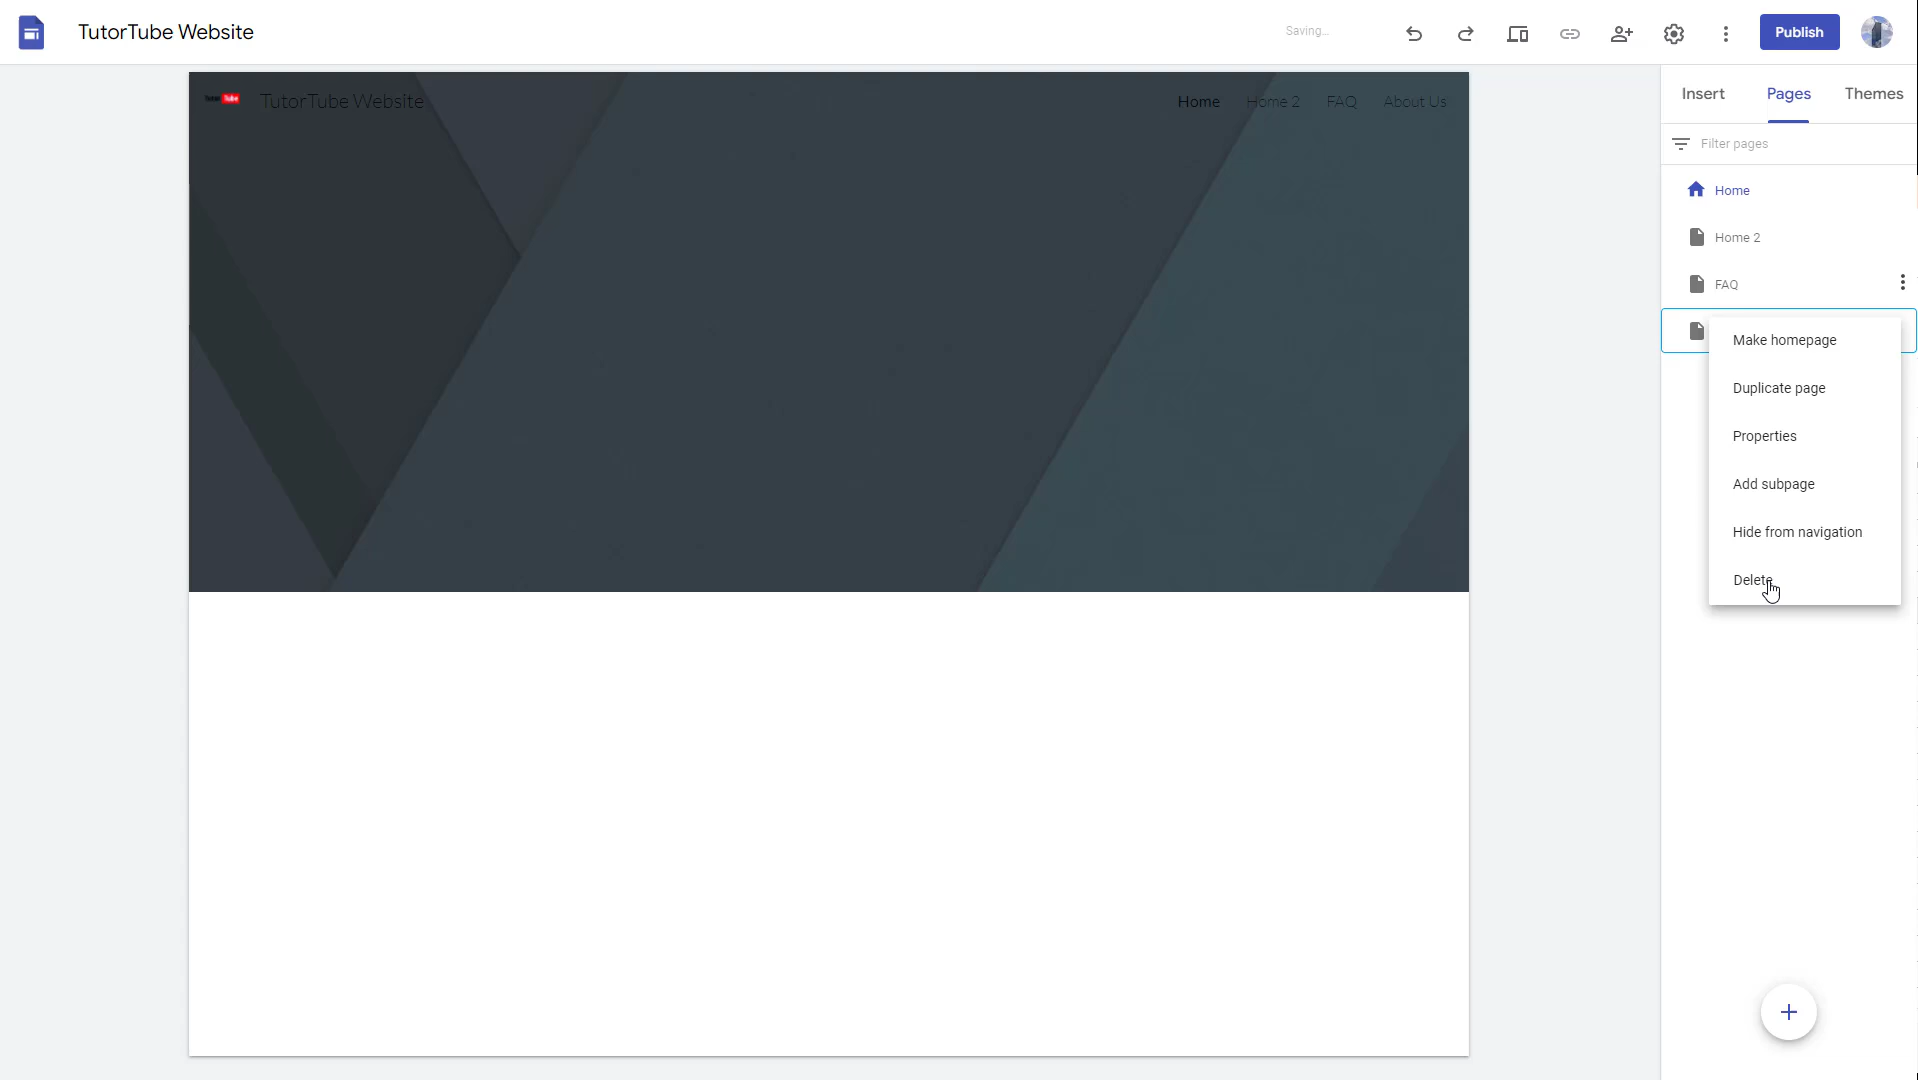 TutorTube Website
Saving...
Publish
Tube
TutorTube Website
Home
Home 2
FAQ
About Us
Insert
Pages
Themes
Filter pages
Home
Home 2
FAQ
Make homepage
Duplicate page
Properties
Add subpage
Hide from navigation
Delete